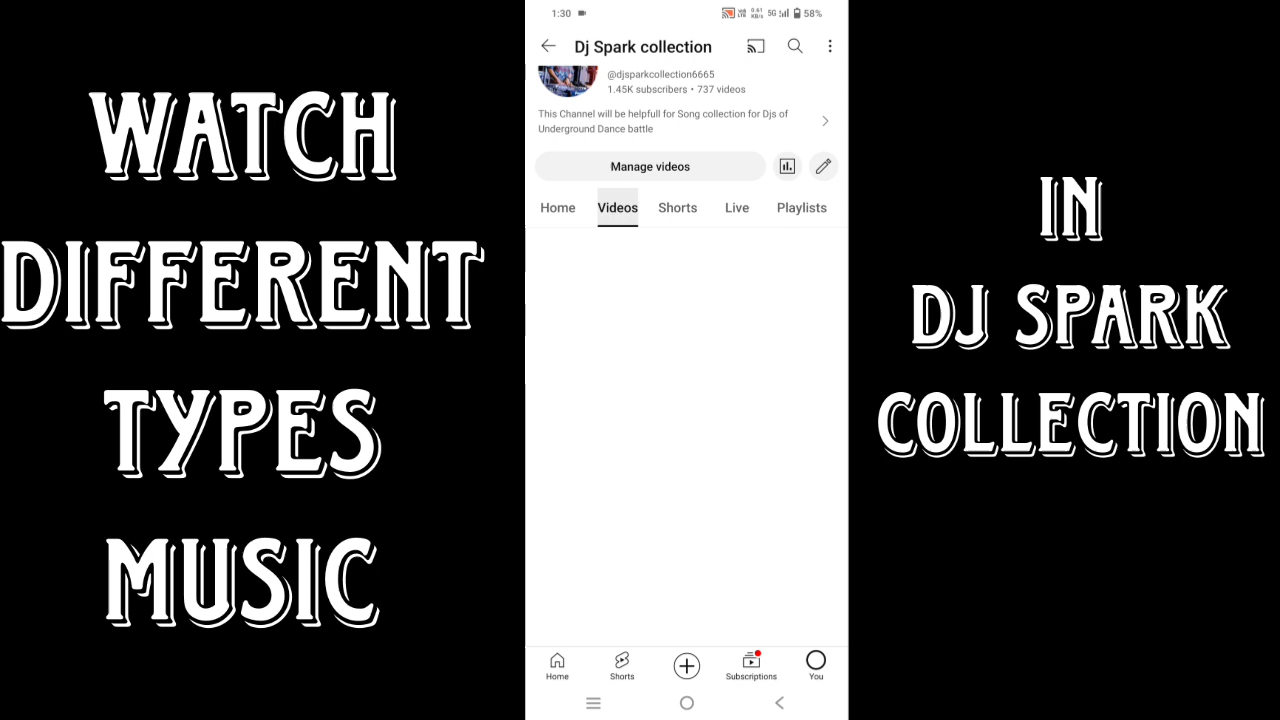 WATCH
DIFFERENT
TYPES
MUSIC
1:30 5G 58%
Dj Spark collection
@djsparkcollection6665
1.45K subscribers • 737 videos
This Channel will be helpfull for Song collection for Djs of
Underground Dance battle
Manage videos
Home Videos Shorts Live Playlists
Home Shorts Subscriptions You
IN
DJ SPARK
COLLECTION